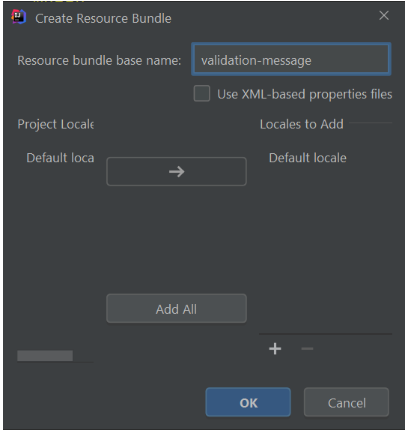 Create Resource Bundle
Resource bundle base name: validation-message
Use XML-based properties files
Project Locale
Locales to Add
Default loca
Default locale
Add All
OK
Cancel